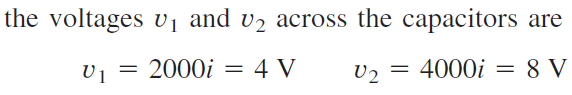 the voltages v₁ and v₂ across the capacitors are
v₁ = 2000i = 4 V v₂ = 4000i = 8 V